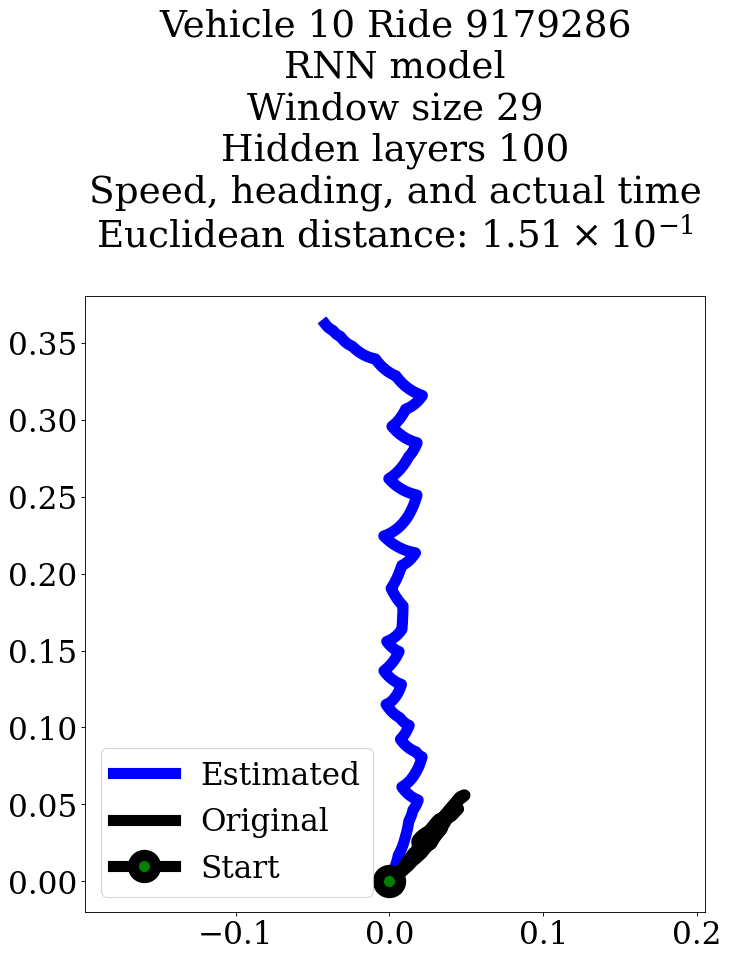 Vehicle 10 Ride 9179286
RNN model
Window size 29
Hidden layers 100
Speed, heading, and actual time
Euclidean distance: 1.51 × 10⁻¹
0.35
0.30
0.25
0.20
0.15
0.10
0.05
0.00
Estimated
Original
Start
−0.1 0.0 0.1 0.2